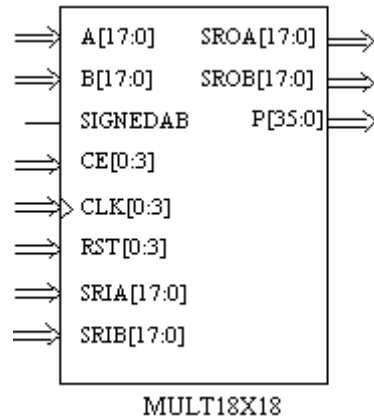 A[17:0] SROA[17:0]
B[17:0] SROB[17:0]
SIGNEDAB P[35:0]
CE[0:3]
CLK[0:3]
RST[0:3]
SRIA[17:0]
SRIB[17:0]
MULT18X18